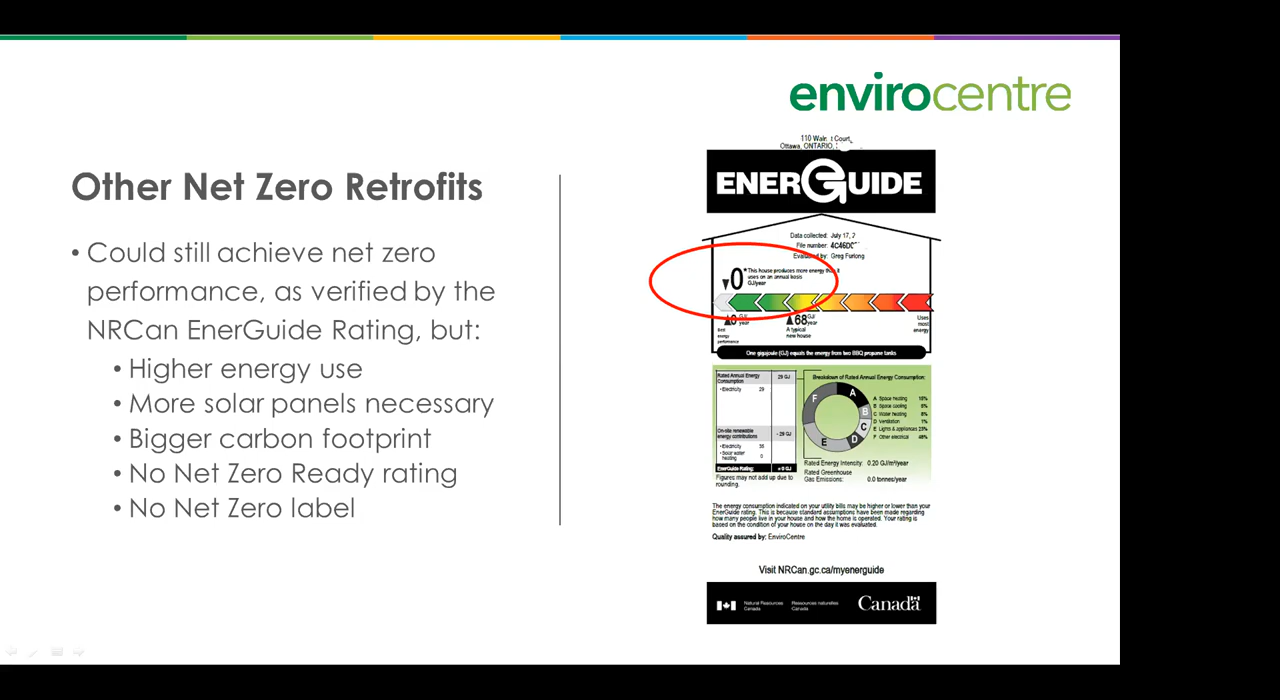 envirocentre
Other Net Zero Retrofits
• Could still achieve net zero
performance, as verified by the
NRCan EnerGuide Rating, but:
• Higher energy use
• More solar panels necessary
• Bigger carbon footprint
• No Net Zero Ready rating
• No Net Zero label
110 Court,
Ottawa, ONTARIO,
ENERGUIDE
Data collected: July 17, 2
File number:
Evaluated by: Greg Furlong
0* This house produces more energy than it
uses on an annual basis
GJ/year
0 GJ/
year
Best
energy
performance
68 GJ/
year
A typical
new house
Uses
most
energy
One gigajoule (GJ) equals the energy from two BBQ propane tanks
Rated Annual Energy
Consumption 29 GJ
• Electricity 29
On-site renewable
energy contributions - 29 GJ
• Electricity
• Solar water
heating 0
EnerGuide Rating: 0 GJ
Figures may not add up due to
rounding.
Breakdown of Rated Annual Energy Consumption:
A
B
C
D
E
F
A Space heating
B Space cooling
C Water heating
D Ventilation 1%
E Lights & appliances
F Other electrical
Rated Energy Intensity: 0.20 GJ/m²/year
Rated Greenhouse
Gas Emissions: 0.0 tonnes/year
The energy consumption indicated on your utility bills may be higher or lower than your
EnerGuide rating. This is because standard assumptions have been made regarding
how many people live in your house and how the home is operated. Your rating is
based on the condition of your house on the day it was evaluated.
Quality assured by: EnviroCentre
Visit NRCan.gc.ca/myenerguide
Natural Resources
Canada
Ressources naturelles
Canada
Canada